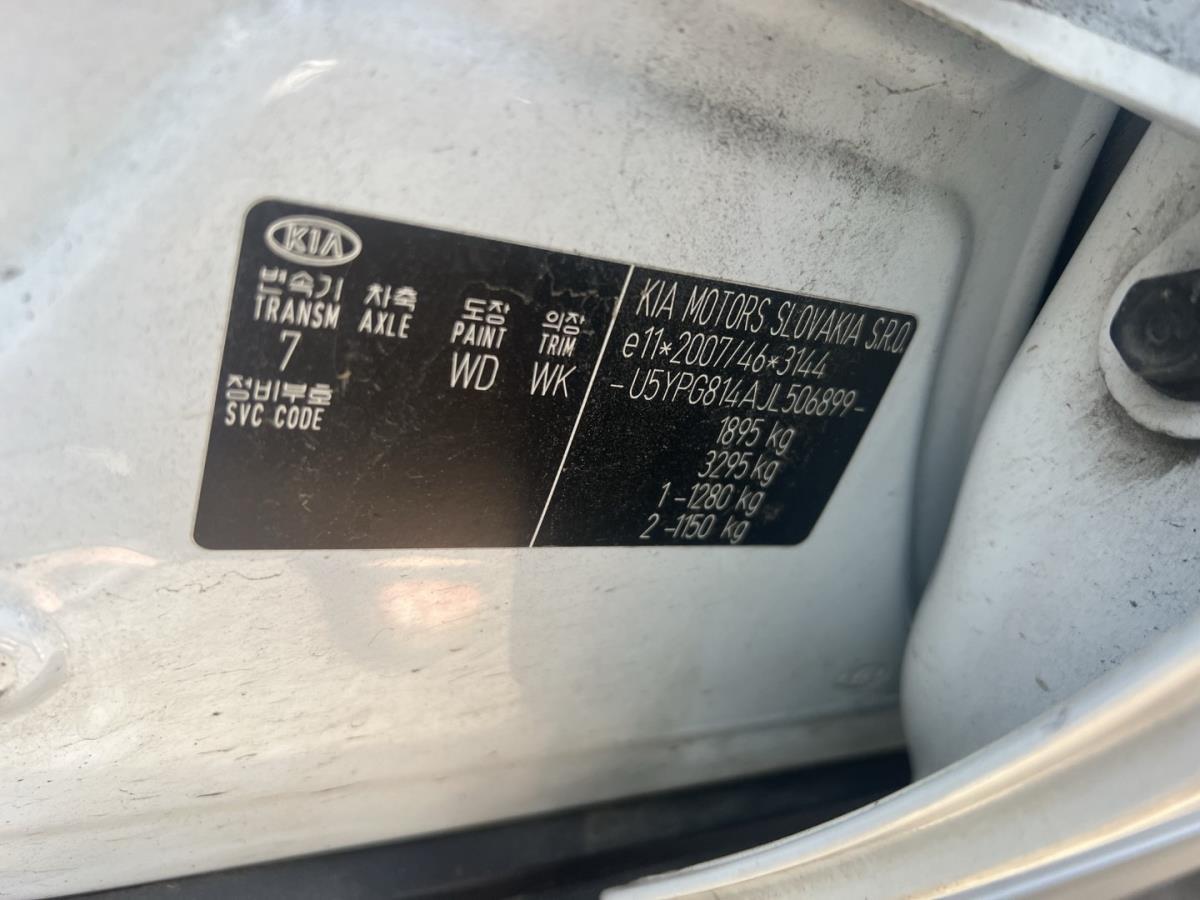 KIA
변속기 차축 도장 의장
TRANSM AXLE PAINT TRIM
7 WD WK
정비부호
SVC CODE
KIA MOTORS SLOVAKIA S.R.O.
e11*2007/46*3144
-U5YPG814AJL506899-
1895 kg
3295 kg
1-1280 kg
2-1150 kg